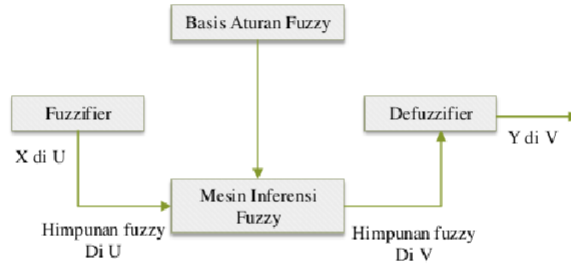 Basis Aturan Fuzzy
Fuzzifier
Defuzzifier
X di U
Y di V
Mesin Inferensi
Fuzzy
Himpunan fuzzy
Di U
Himpunan fuzzy
Di V